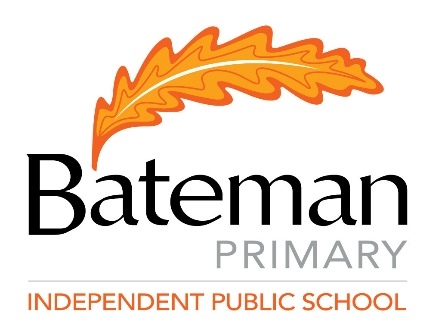 Bateman
PRIMARY
INDEPENDENT PUBLIC SCHOOL